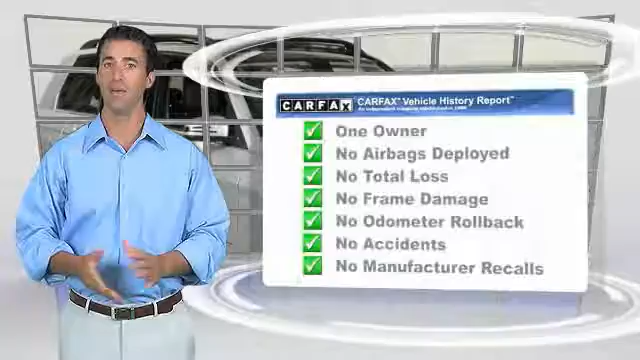 CARFAX CARFAX™ Vehicle History Report™
One Owner
No Airbags Deployed
No Total Loss
No Frame Damage
No Odometer Rollback
No Accidents
No Manufacturer Recalls